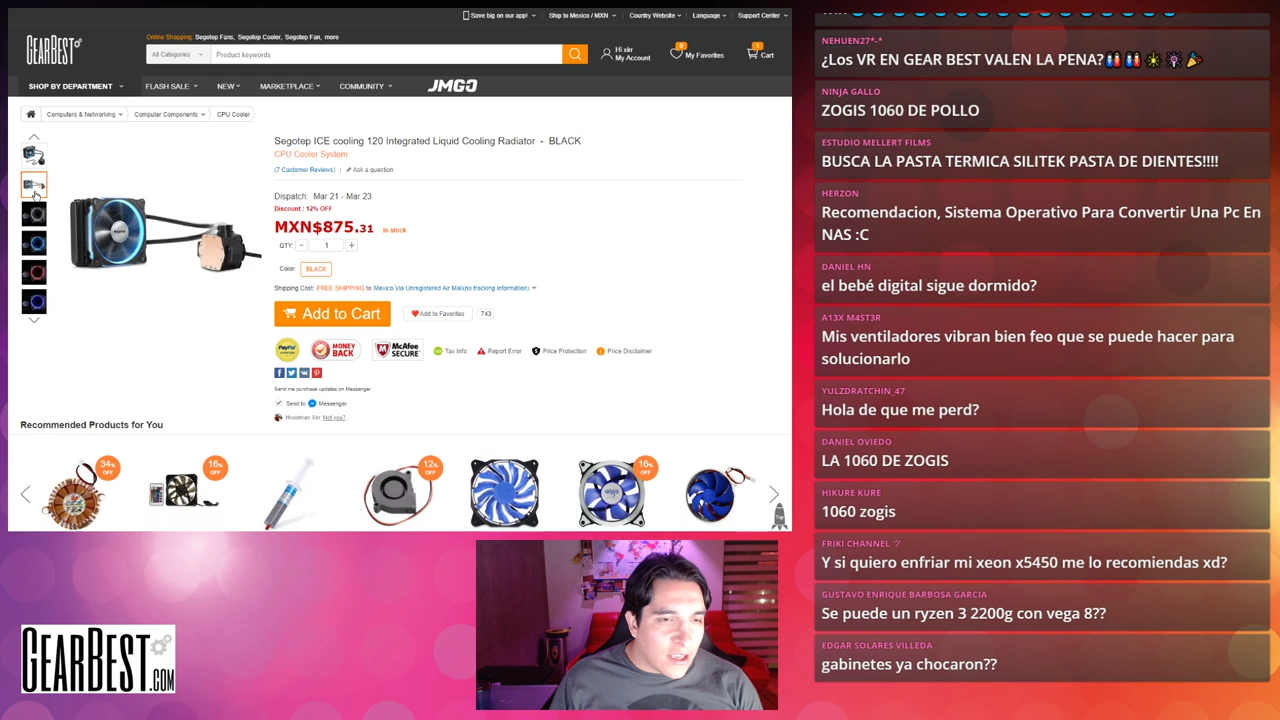 Save big on our app!
Ship to Mexico / MXN
Country Website
Language
Support Center
GEARBEST
Online Shopping: Segotep Fans, Segotep Cooler, Segotep Fan, more
All Categories
Product keywords
Hi xlrr
My Account
0
My Favorites
1
Cart
SHOP BY DEPARTMENT
FLASH SALE
NEW
MARKETPLACE
COMMUNITY
JMGO
Computers & Networking
Computer Components
CPU Cooler
Segotep ICE cooling 120 Integrated Liquid Cooling Radiator - BLACK
CPU Cooler System
(7 Customer Reviews) | Ask a question
Dispatch: Mar 21 - Mar 23
Discount : 12% OFF
MXN$875.31 In stock
QTY: - 1 +
Color: BLACK
Shipping Cost: FREE SHIPPING to Mexico Via Unregistered Air Mail(no tracking information)
Add to Cart
Add to Favorites
743
PayPal
MONEY BACK
McAfee SECURE
Tax Info
Report Error
Price Protection
Price Disclaimer
Send me purchase updates on Messenger
Send to Messenger
Hoodman Xlrr Not you?
Recommended Products for You
34% OFF
16% OFF
12% OFF
16% OFF
Top
GEARBEST.COM
NEHUEN27*-*
¿Los VR EN GEAR BEST VALEN LA PENA?
NINJA GALLO
ZOGIS 1060 DE POLLO
ESTUDIO MELLERT FILMS
BUSCA LA PASTA TERMICA SILITEK PASTA DE DIENTES!!!!
HERZON
Recomendacion, Sistema Operativo Para Convertir Una Pc En
NAS :C
DANIEL HN
el bebé digital sigue dormido?
A13X M4ST3R
Mis ventiladores vibran bien feo que se puede hacer para
solucionarlo
YULZDRATCHIN_47
Hola de que me perd?
DANIEL OVIEDO
LA 1060 DE ZOGIS
HIKURE KURE
1060 zogis
FRIKI CHANNEL ツ
Y si quiero enfriar mi xeon x5450 me lo recomiendas xd?
GUSTAVO ENRIQUE BARBOSA GARCIA
Se puede un ryzen 3 2200g con vega 8??
EDGAR SOLARES VILLEDA
gabinetes ya chocaron??